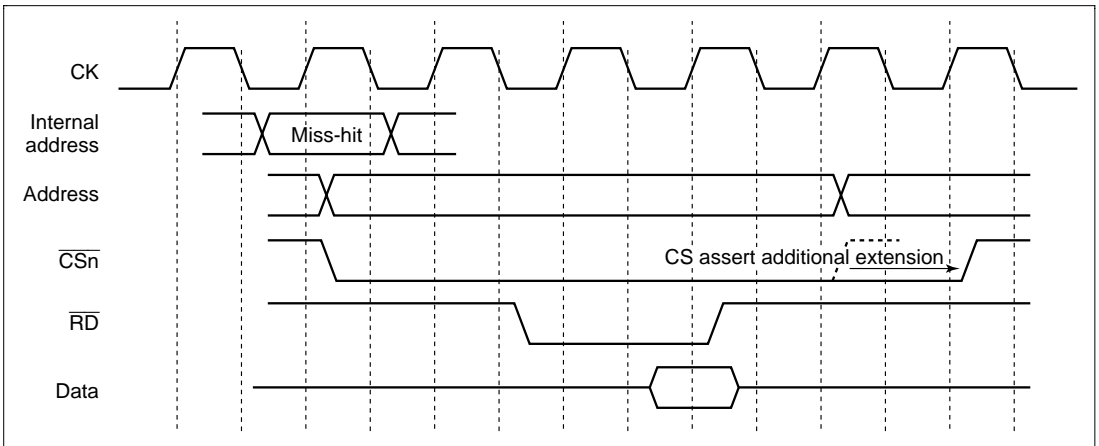 CK
Internal
address
Miss-hit
Address
CSn
CS assert additional extension
RD
Data